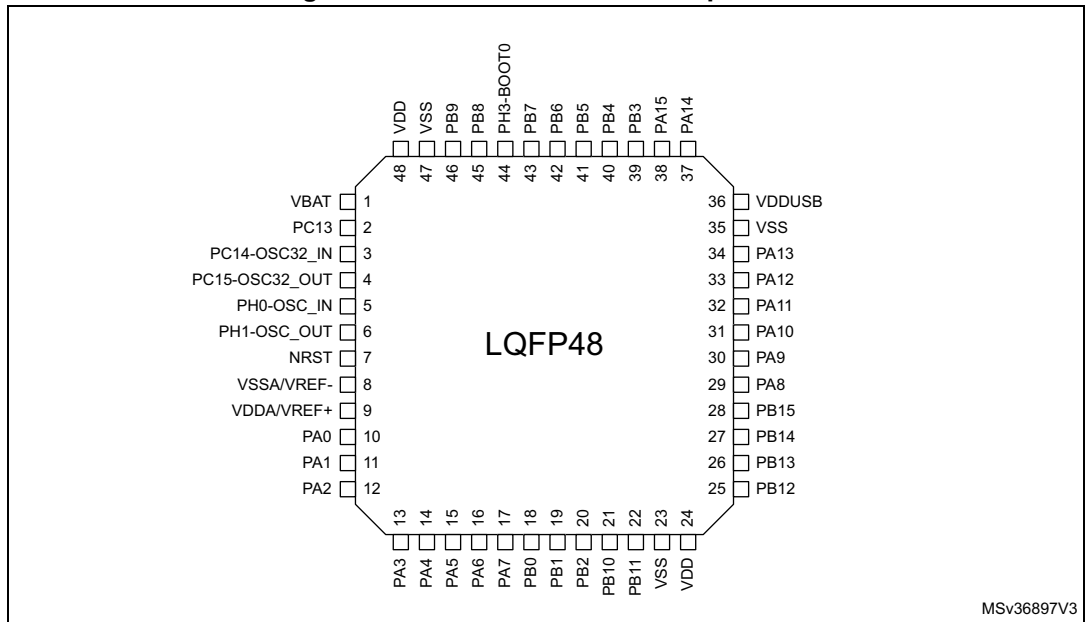 VDD
VSS
PB9
PB8
PH3-BOOT0
PB7
PB6
PB5
PB4
PB3
PA15
PA14
48
47
46
45
44
43
42
41
40
39
38
37
VBAT 1
PC13 2
PC14-OSC32_IN 3
PC15-OSC32_OUT 4
PH0-OSC_IN 5
PH1-OSC_OUT 6
NRST 7
VSSA/VREF- 8
VDDA/VREF+ 9
PA0 10
PA1 11
PA2 12
LQFP48
36 VDDUSB
35 VSS
34 PA13
33 PA12
32 PA11
31 PA10
30 PA9
29 PA8
28 PB15
27 PB14
26 PB13
25 PB12
13
14
15
16
17
18
19
20
21
22
23
24
PA3
PA4
PA5
PA6
PA7
PB0
PB1
PB2
PB10
PB11
VSS
VDD
MSv36897V3